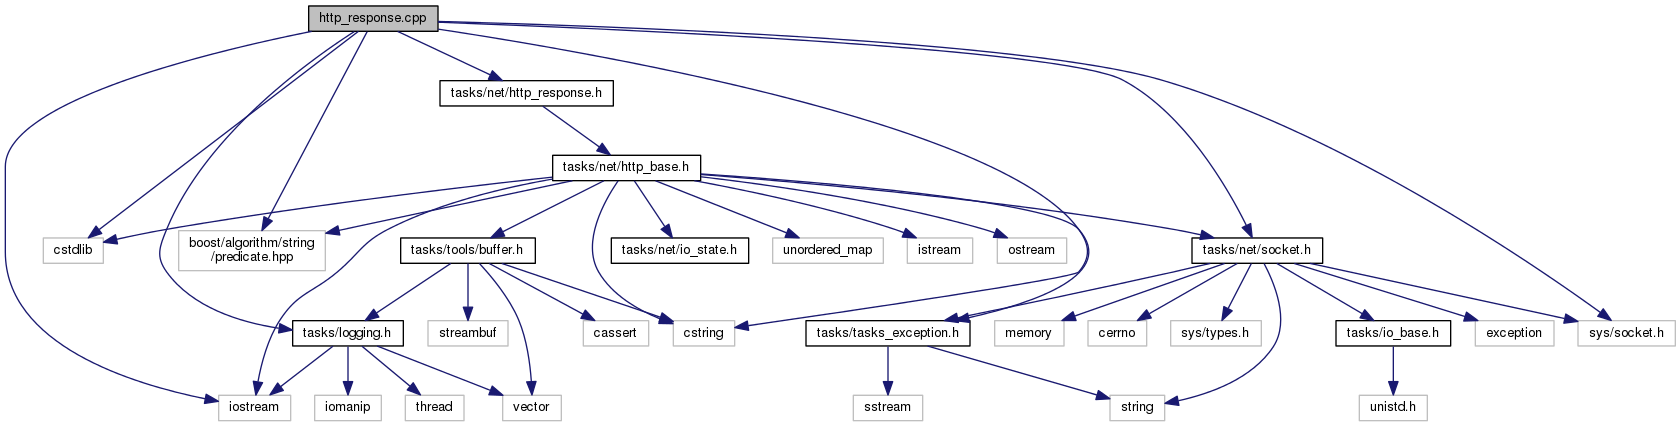 http_response.cpp
tasks/net/http_response.h
tasks/net/http_base.h
cstdlib
boost/algorithm/string
/predicate.hpp
tasks/tools/buffer.h
tasks/net/io_state.h
unordered_map
istream
ostream
tasks/net/socket.h
tasks/logging.h
streambuf
cassert
cstring
tasks/tasks_exception.h
memory
cerrno
sys/types.h
tasks/io_base.h
exception
sys/socket.h
iostream
iomanip
thread
vector
sstream
string
unistd.h